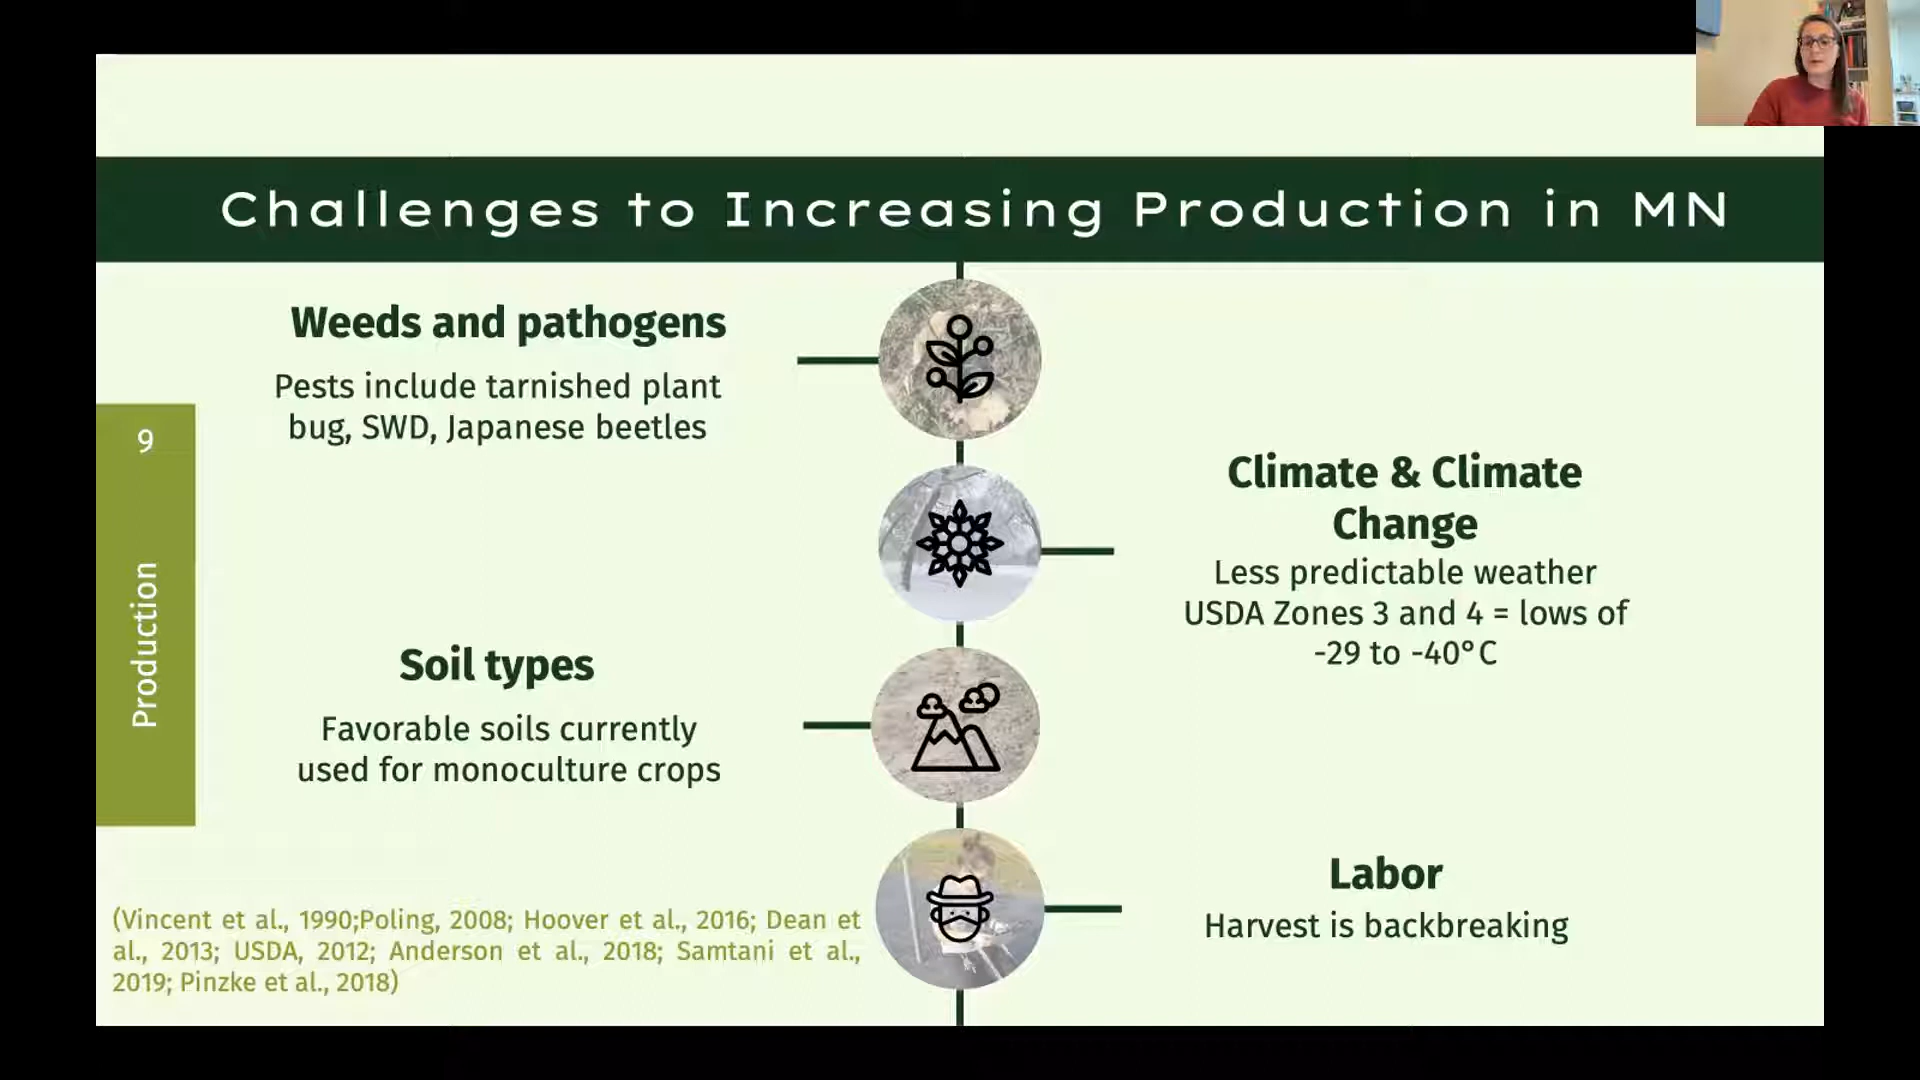 Challenges to Increasing Production in MN
Weeds and pathogens
Pests include tarnished plant
bug, SWD, Japanese beetles
9
Production
Climate & Climate
Change
Less predictable weather
USDA Zones 3 and 4 = lows of
-29 to -40°C
Soil types
Favorable soils currently
used for monoculture crops
Labor
Harvest is backbreaking
(Vincent et al., 1990;Poling, 2008; Hoover et al., 2016; Dean et
al., 2013; USDA, 2012; Anderson et al., 2018; Samtani et al.,
2019; Pinzke et al., 2018)